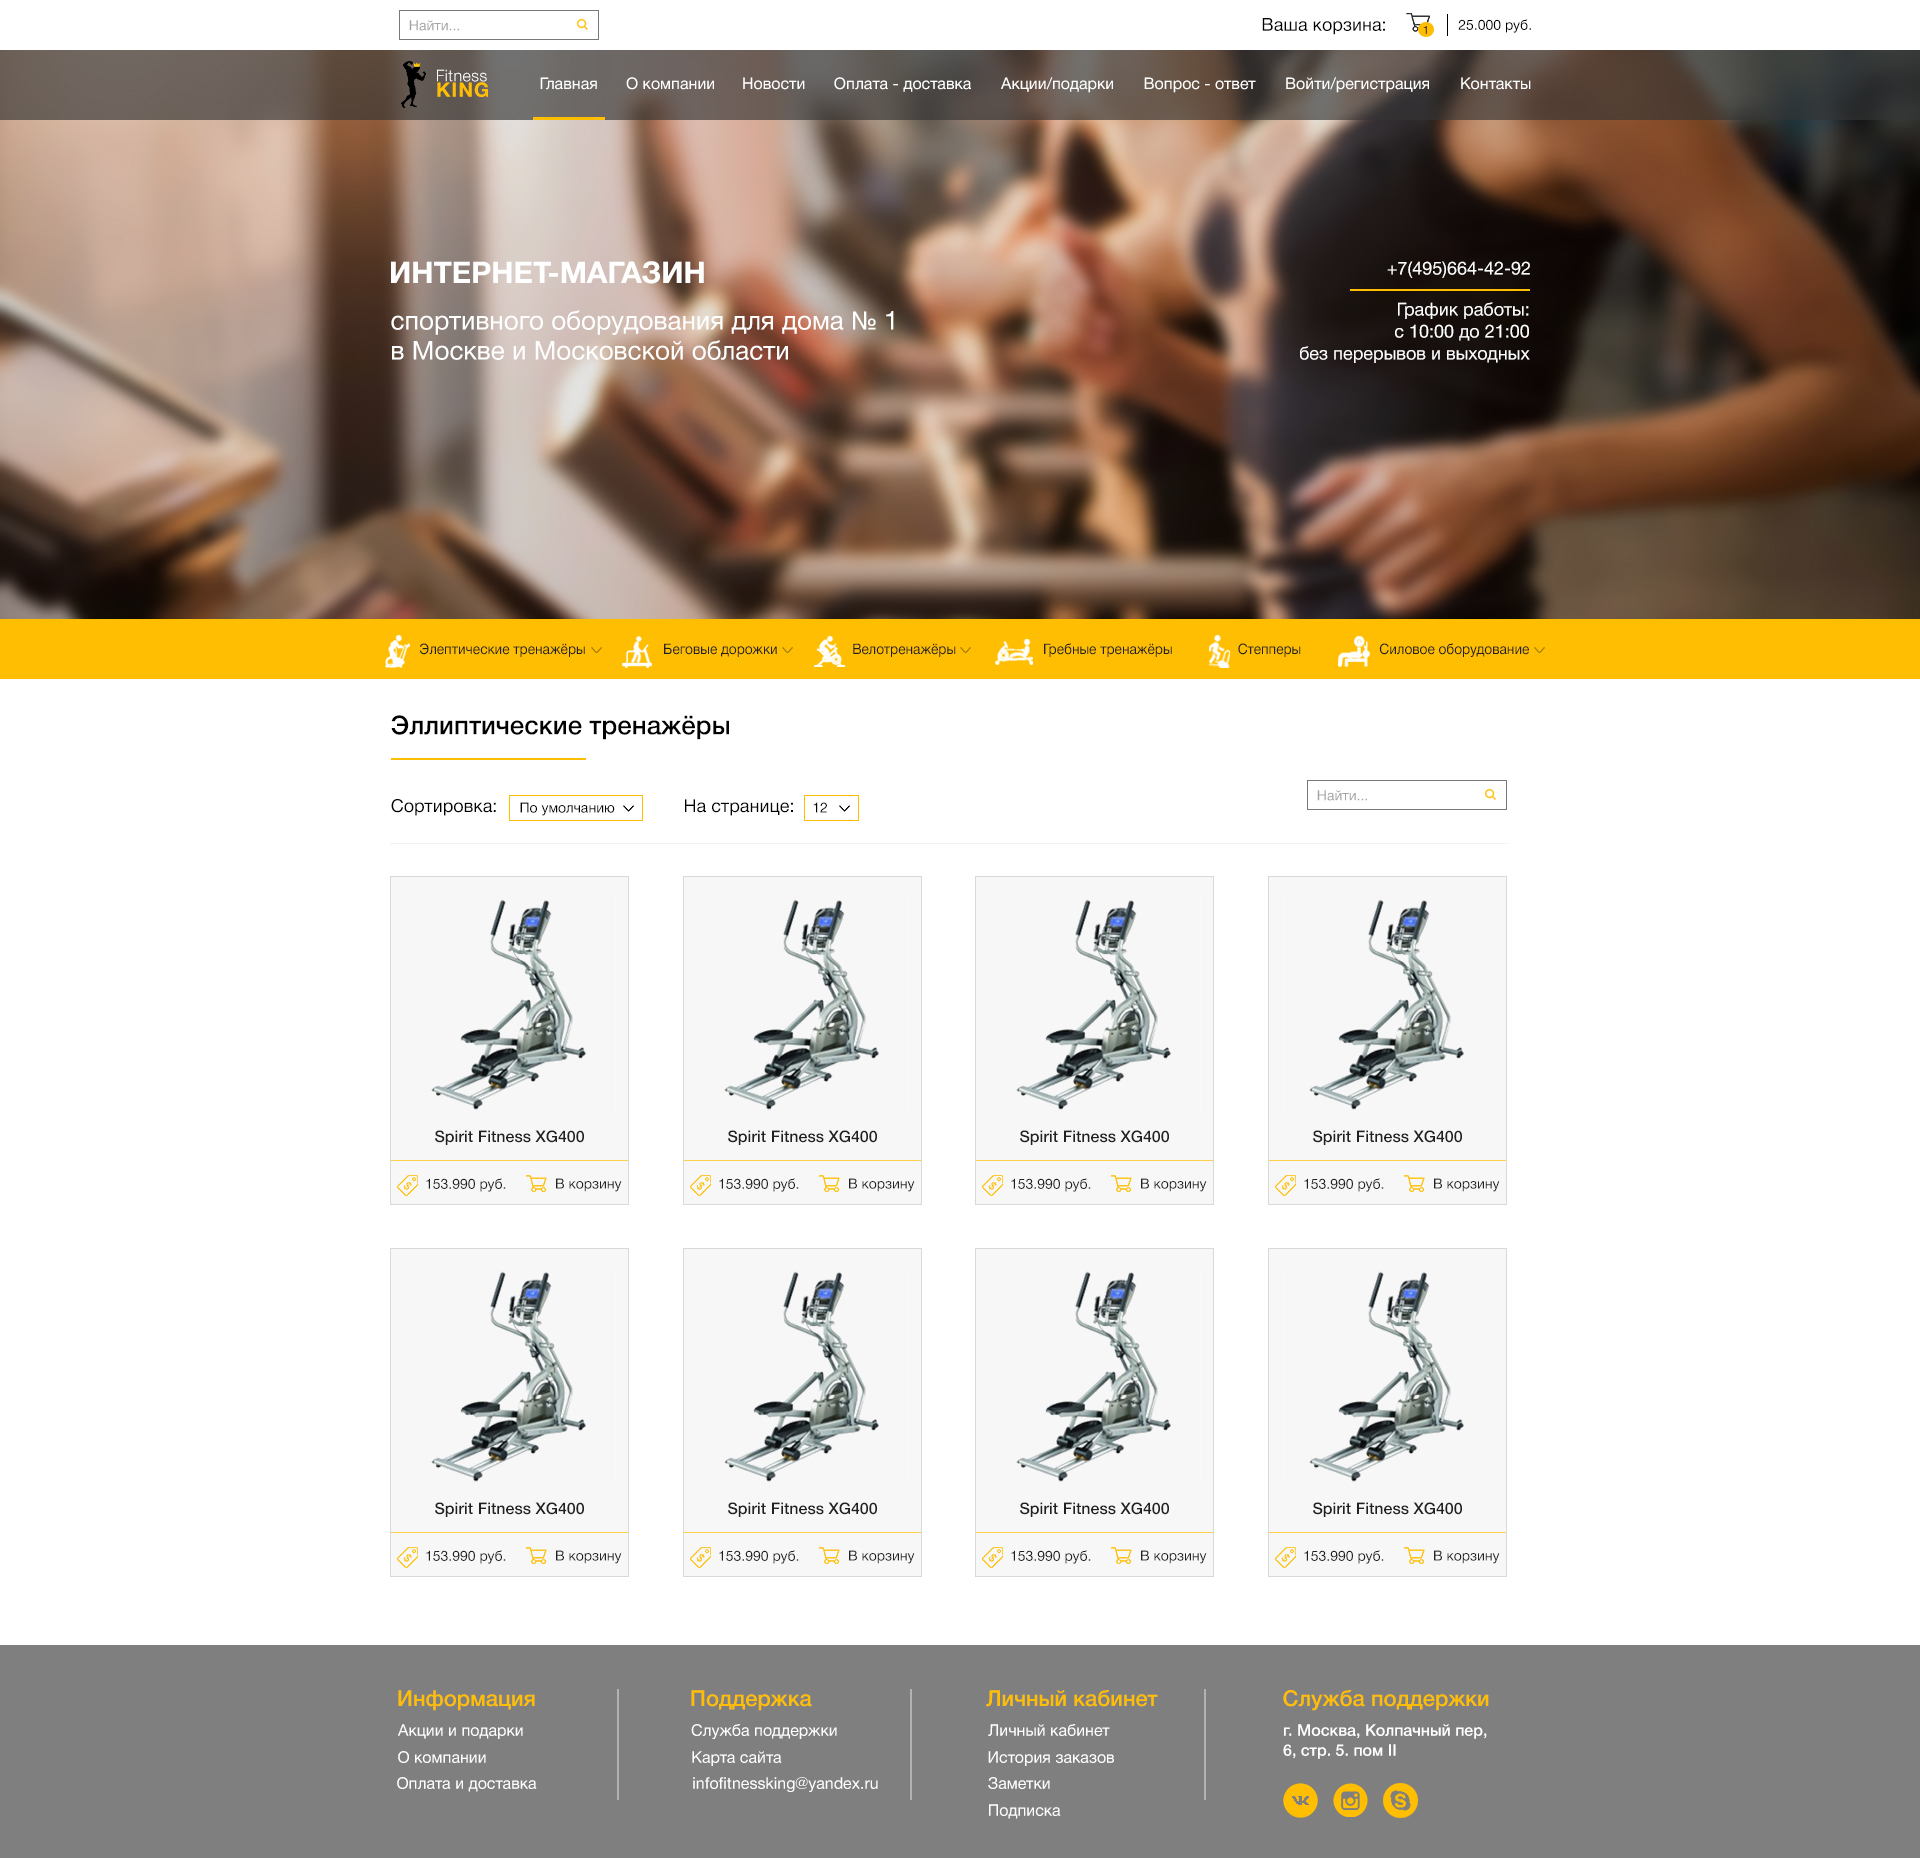 Найти...
Ваша корзина:
1
25.000 руб.
Fitness
KING
Главная
О компании
Новости
Оплата - доставка
Акции/подарки
Вопрос - ответ
Войти/регистрация
Контакты
ИНТЕРНЕТ-МАГАЗИН
спортивного оборудования для дома № 1
в Москве и Московской области
+7(495)664-42-92
График работы:
с 10:00 до 21:00
без перерывов и выходных
Элептические тренажёры
Беговые дорожки
Велотренажёры
Гребные тренажёры
Степперы
Силовое оборудование
Эллиптические тренажёры
Сортировка:
По умолчанию
На странице:
12
Найти...
Spirit Fitness XG400
Spirit Fitness XG400
Spirit Fitness XG400
Spirit Fitness XG400
153.990 руб.
В корзину
153.990 руб.
В корзину
153.990 руб.
В корзину
153.990 руб.
В корзину
Spirit Fitness XG400
Spirit Fitness XG400
Spirit Fitness XG400
Spirit Fitness XG400
153.990 руб.
В корзину
153.990 руб.
В корзину
153.990 руб.
В корзину
153.990 руб.
В корзину
Информация
Акции и подарки
О компании
Оплата и доставка
Поддержка
Служба поддержки
Карта сайта
infofitnessking@yandex.ru
Личный кабинет
Личный кабинет
История заказов
Заметки
Подписка
Служба поддержки
г. Москва, Колпачный пер,
6, стр. 5. пом II